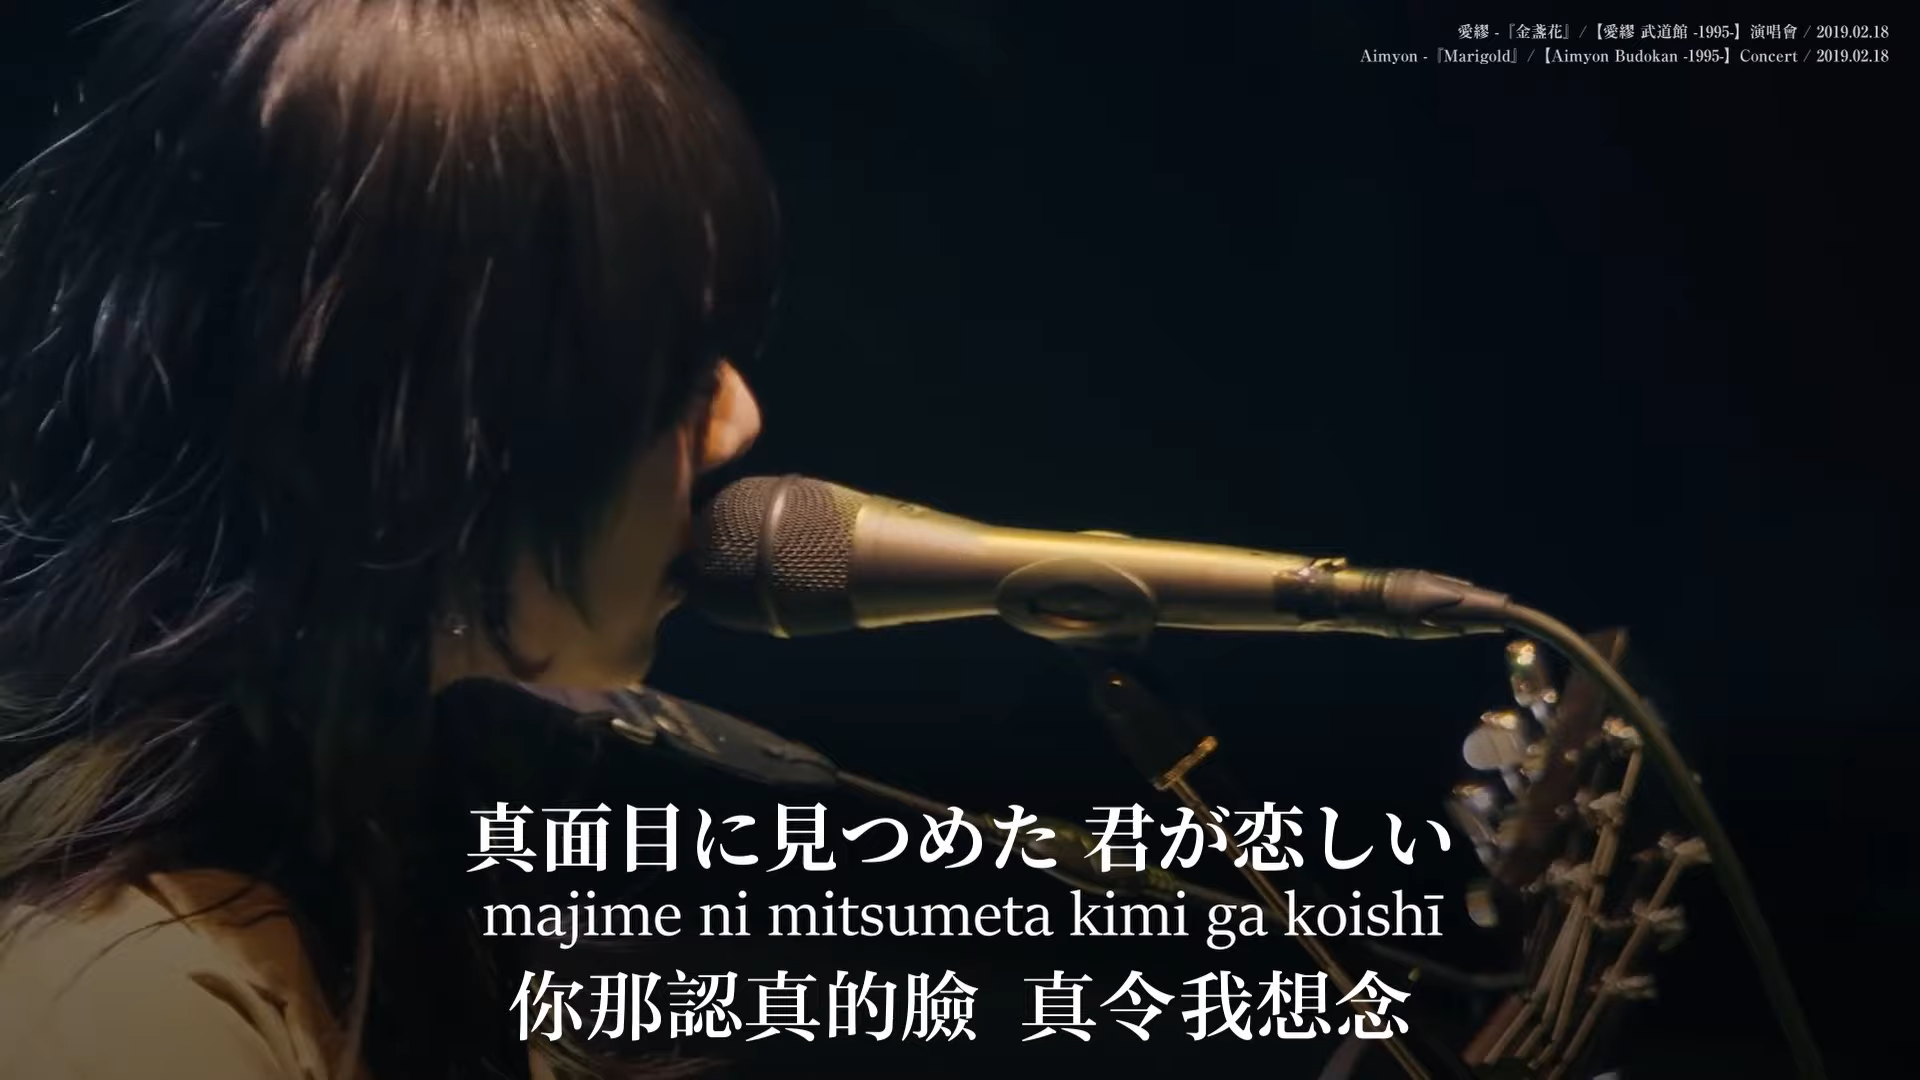 愛繆 -『金盞花』/【愛繆 武道館 -1995-】演唱會 / 2019.02.18
Aimyon -『Marigold』/【Aimyon Budokan -1995-】Concert / 2019.02.18
真面目に見つめた 君が恋しい
majime ni mitsumeta kimi ga koishī
你那認真的臉 真令我想念